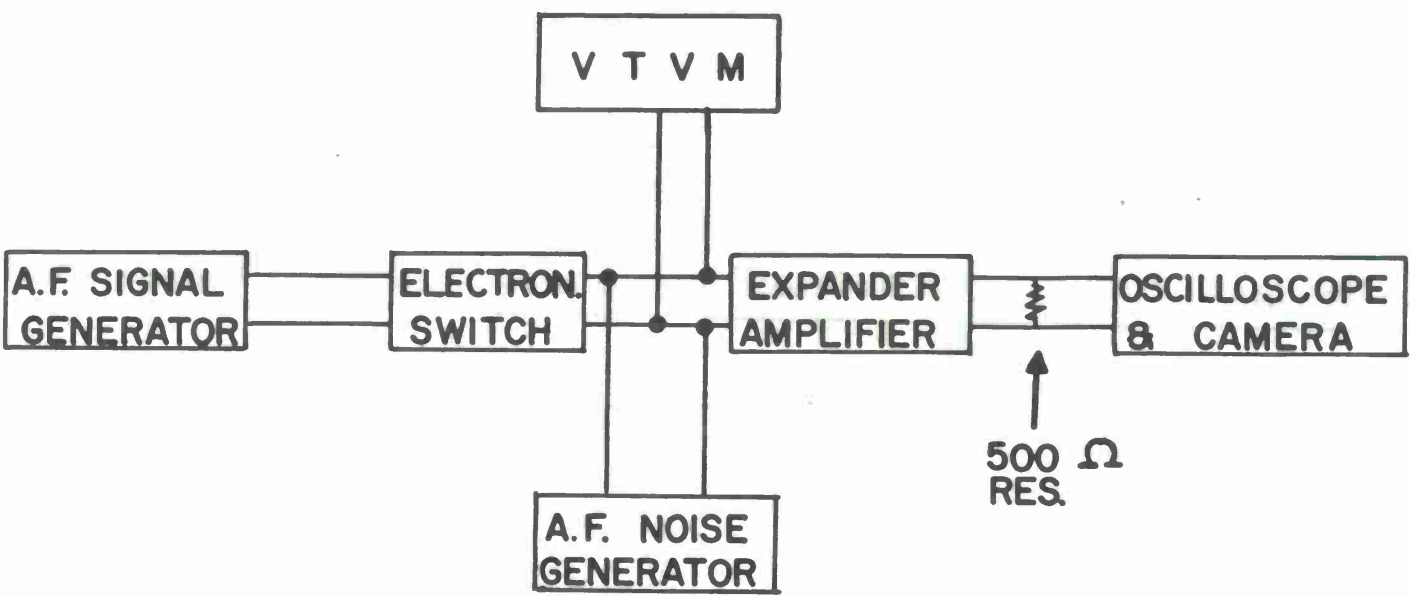 V T V M
A.F. SIGNAL
GENERATOR
ELECTRON.
SWITCH
EXPANDER
AMPLIFIER
OSCILLOSCOPE
& CAMERA
500 Ω
RES.
A.F. NOISE
GENERATOR